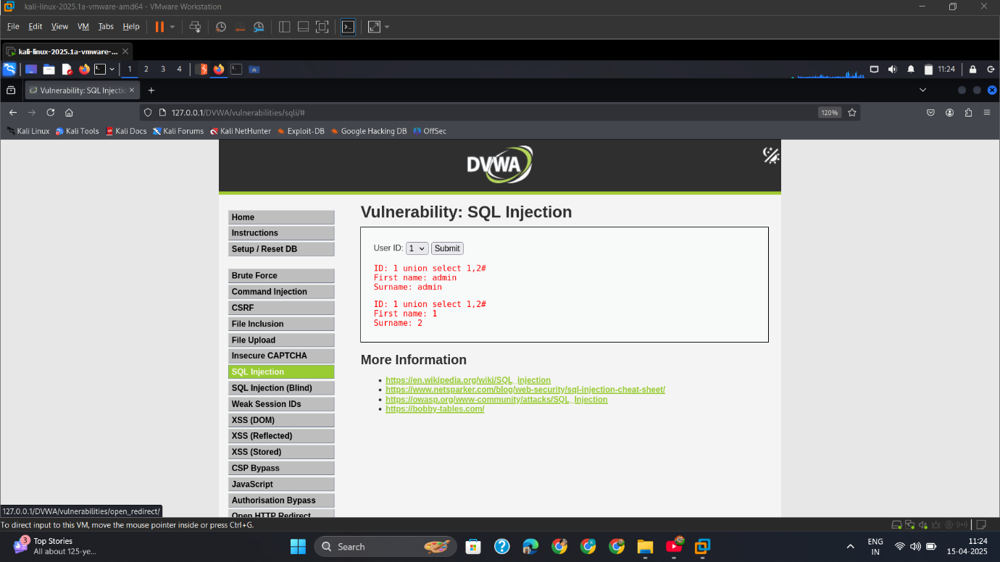 kali-linux-2025.1a-vmware-amd64 - VMware Workstation
File Edit View VM Tabs Help
kali-linux-2025.1a-vmware-...
1 2 3 4 11:24
Vulnerability: SQL Injectio
127.0.0.1/DVWA/vulnerabilities/sqli/# 120%
Kali Linux Kali Tools Kali Docs Kali Forums Kali NetHunter Exploit-DB Google Hacking DB OffSec
DVWA
Home
Instructions
Setup / Reset DB
Brute Force
Command Injection
CSRF
File Inclusion
File Upload
Insecure CAPTCHA
SQL Injection
SQL Injection (Blind)
Weak Session IDs
XSS (DOM)
XSS (Reflected)
XSS (Stored)
CSP Bypass
JavaScript
Authorisation Bypass
Open HTTP Redirect
Vulnerability: SQL Injection
User ID: 1 Submit
ID: 1 union select 1,2#
First name: admin
Surname: admin
ID: 1 union select 1,2#
First name: 1
Surname: 2
More Information
https://en.wikipedia.org/wiki/SQL_injection
https://www.netsparker.com/blog/web-security/sql-injection-cheat-sheet/
https://owasp.org/www-community/attacks/SQL_Injection
https://bobby-tables.com/
127.0.0.1/DVWA/vulnerabilities/open_redirect/
To direct input to this VM, move the mouse pointer inside or press Ctrl+G.
3 Top Stories
All about 125-ye...
Search
ENG
IN
11:24
15-04-2025